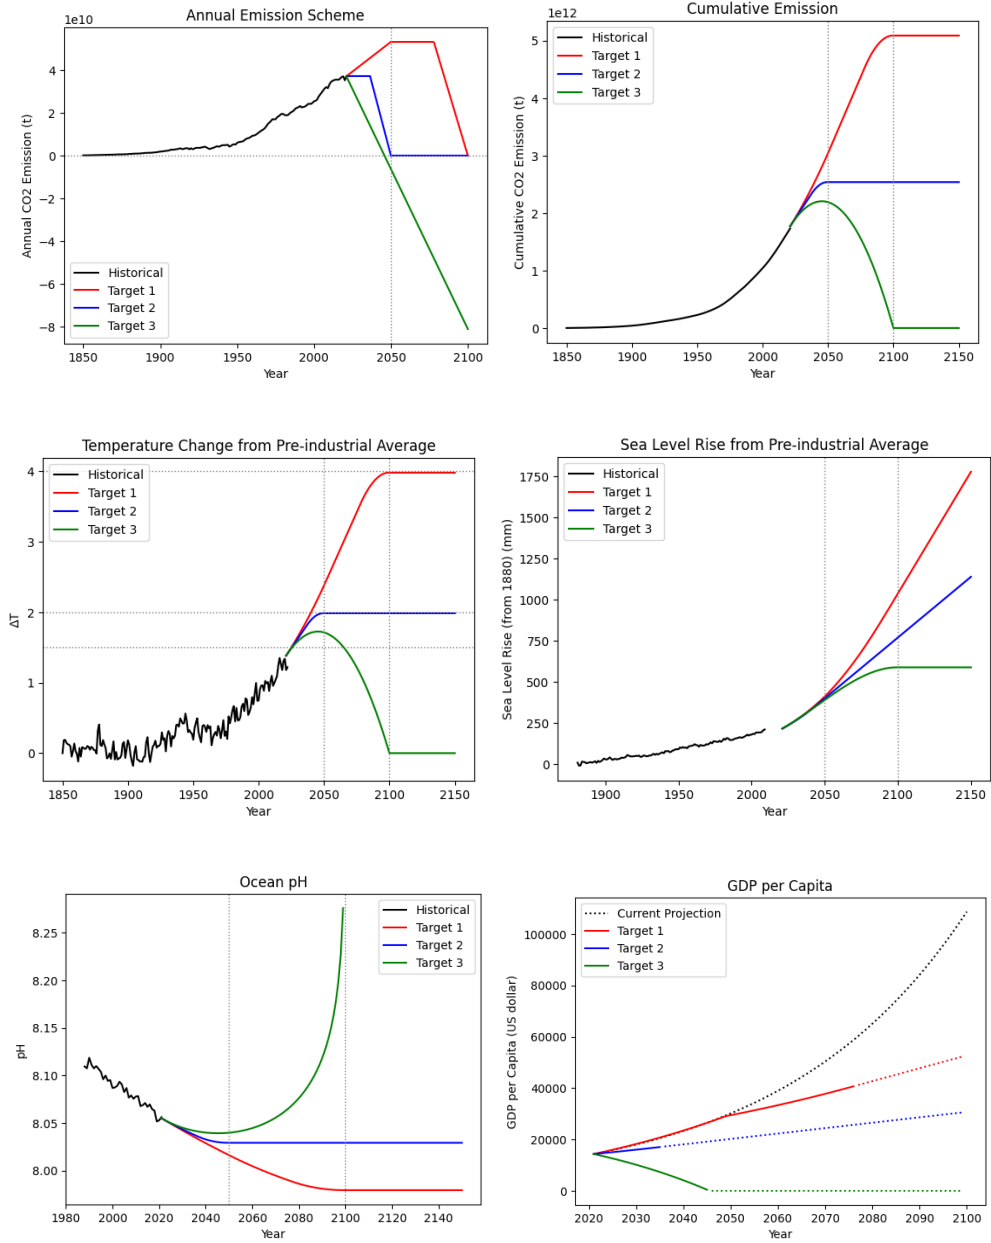 Annual Emission Scheme
1e10
4
2
0
−2
−4
−6
−8
Annual CO2 Emission (t)
Historical
Target 1
Target 2
Target 3
1850
1900
1950
2000
2050
2100
Year
Cumulative Emission
1e12
5
4
3
2
1
0
Cumulative CO2 Emission (t)
Historical
Target 1
Target 2
Target 3
1850
1900
1950
2000
2050
2100
2150
Year
Temperature Change from Pre-industrial Average
4
3
2
1
0
ΔT
Historical
Target 1
Target 2
Target 3
1850
1900
1950
2000
2050
2100
2150
Year
Sea Level Rise from Pre-industrial Average
1750
1500
1250
1000
750
500
250
0
Sea Level Rise (from 1880) (mm)
Historical
Target 1
Target 2
Target 3
1900
1950
2000
2050
2100
2150
Year
Ocean pH
8.25
8.20
8.15
8.10
8.05
8.00
pH
Historical
Target 1
Target 2
Target 3
1980
2000
2020
2040
2060
2080
2100
2120
2140
Year
GDP per Capita
100000
80000
60000
40000
20000
0
GDP per Capita (US dollar)
Current Projection
Target 1
Target 2
Target 3
2020
2030
2040
2050
2060
2070
2080
2090
2100
Year